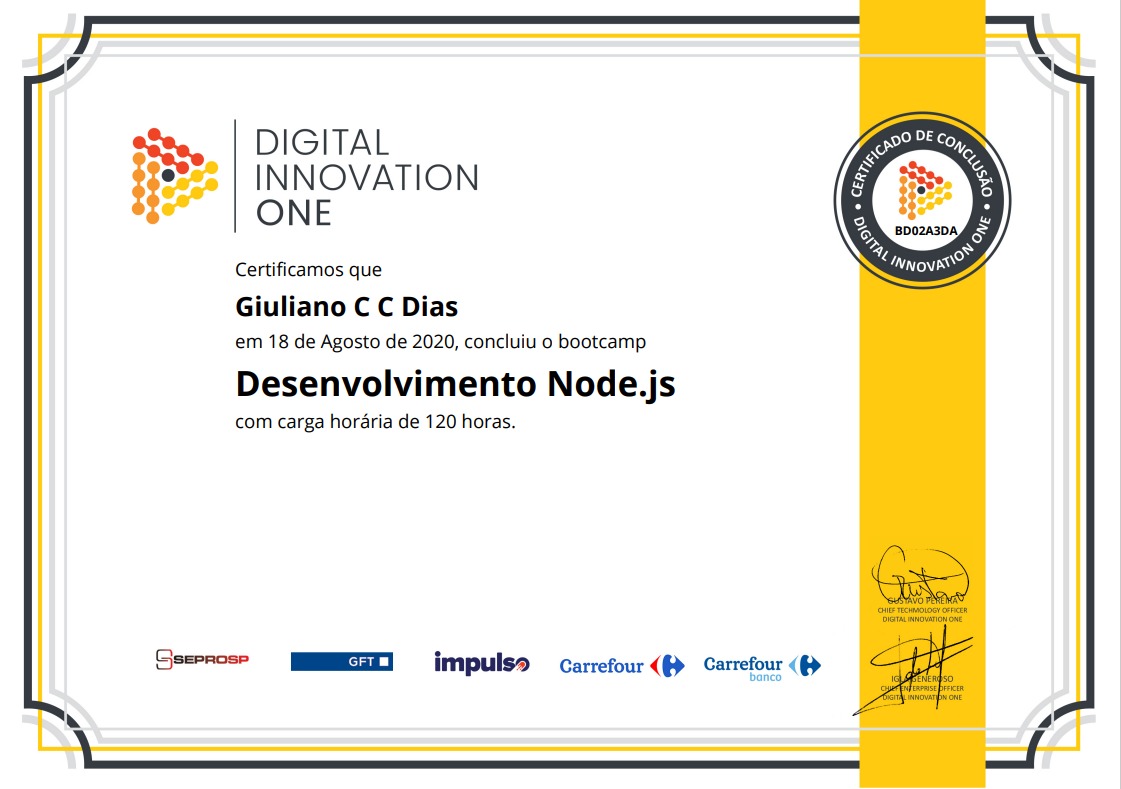 DIGITAL
INNOVATION
ONE
CERTIFICADO DE CONCLUSÃO
BD02A3DA
DIGITAL INNOVATION ONE
Certificamos que
Giuliano C C Dias
em 18 de Agosto de 2020, concluiu o bootcamp
Desenvolvimento Node.js
com carga horária de 120 horas.
GUSTAVO PEREIRA
CHIEF TECHMOLOGY OFFICER
DIGITAL INNOVATION ONE
SEPROSP
GFT
impulso
Carrefour
Carrefour
banco
GENEROSO
CHIEF ENTERPRISE OFFICER
DIGITAL INNOVATION ONE